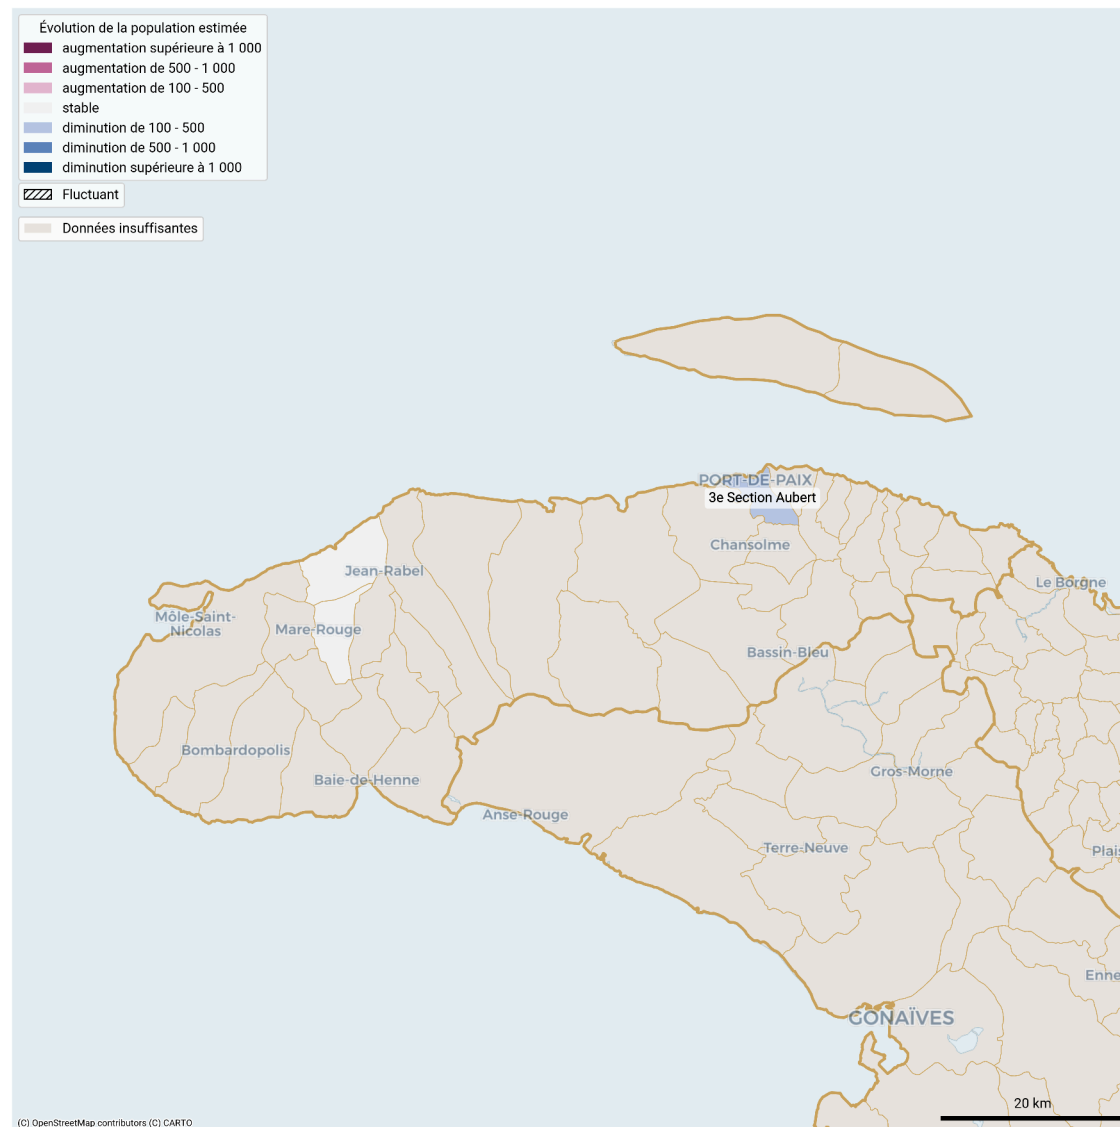 Évolution de la population estimée
augmentation supérieure à 1 000
augmentation de 500 - 1 000
augmentation de 100 - 500
stable
diminution de 100 - 500
diminution de 500 - 1 000
diminution supérieure à 1 000
Fluctuant
Données insuffisantes
PORT-DE-PAIX
3e Section Aubert
Chansolme
Jean-Rabel
Le Borgne
Môle-Saint-
Nicolas
Mare-Rouge
Bassin-Bleu
Bombardopolis
Gros-Morne
Baie-de-Henne
Anse-Rouge
Terre-Neuve
Plais
Enne
GONAÏVES
20 km
(C) OpenStreetMap contributors (C) CARTO